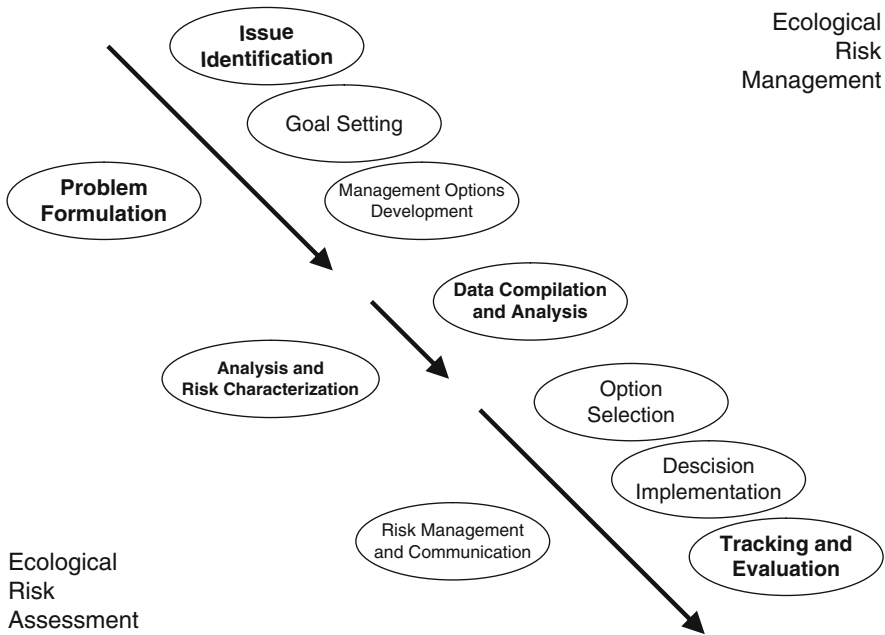 Issue
Identification
Ecological
Risk
Management
Goal Setting
Problem
Formulation
Management Options
Development
Data Compilation
and Analysis
Analysis and
Risk Characterization
Option
Selection
Descision
Implementation
Risk Management
and Communication
Tracking and
Evaluation
Ecological
Risk
Assessment